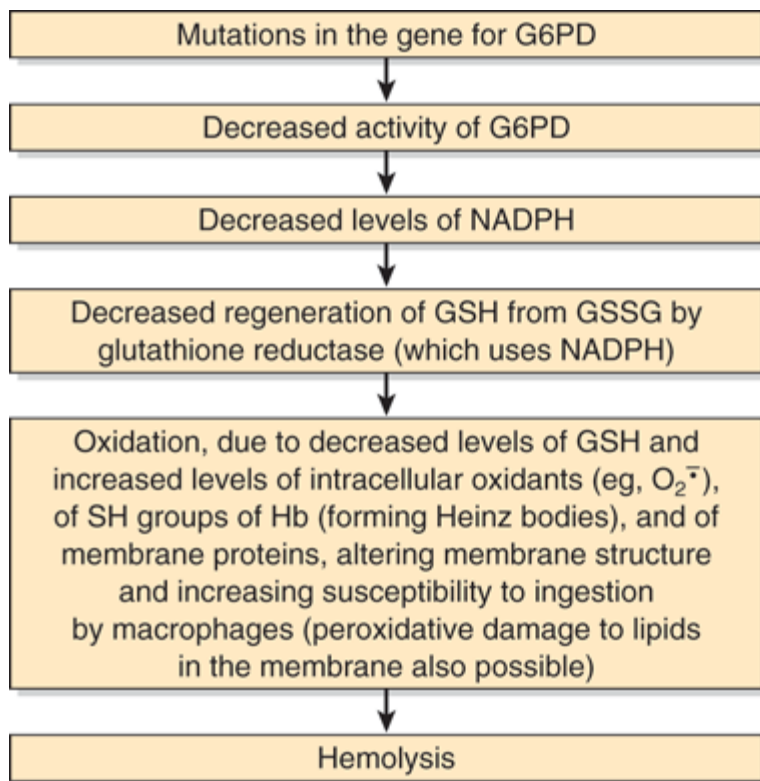 Mutations in the gene for G6PD
Decreased activity of G6PD
Decreased levels of NADPH
Decreased regeneration of GSH from GSSG by
glutathione reductase (which uses NADPH)
Oxidation, due to decreased levels of GSH and
increased levels of intracellular oxidants (eg, O₂⁻•),
of SH groups of Hb (forming Heinz bodies), and of
membrane proteins, altering membrane structure
and increasing susceptibility to ingestion
by macrophages (peroxidative damage to lipids
in the membrane also possible)
Hemolysis